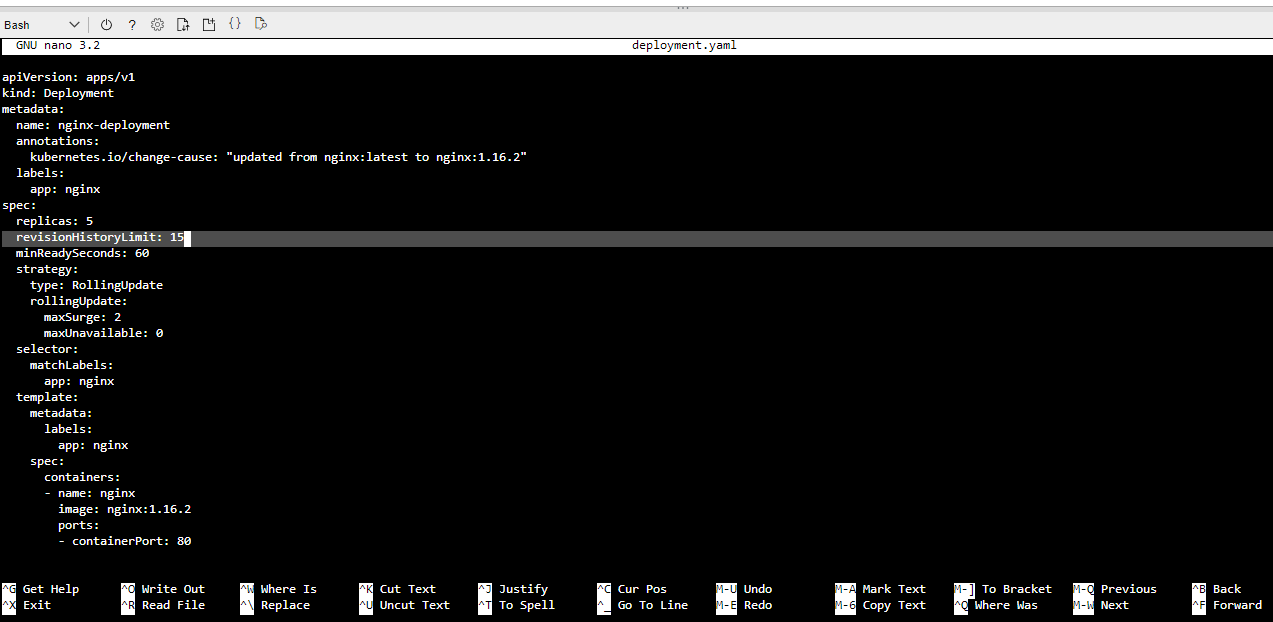 Bash ? {}
GNU nano 3.2 deployment.yaml
apiVersion: apps/v1
kind: Deployment
metadata:
  name: nginx-deployment
  annotations:
    kubernetes.io/change-cause: "updated from nginx:latest to nginx:1.16.2"
  labels:
    app: nginx
spec:
  replicas: 5
  revisionHistoryLimit: 15
  minReadySeconds: 60
  strategy:
    type: RollingUpdate
    rollingUpdate:
      maxSurge: 2
      maxUnavailable: 0
  selector:
    matchLabels:
      app: nginx
  template:
    metadata:
      labels:
        app: nginx
    spec:
      containers:
      - name: nginx
        image: nginx:1.16.2
        ports:
        - containerPort: 80
^G Get Help ^O Write Out ^W Where Is ^K Cut Text ^J Justify ^C Cur Pos M-U Undo M-A Mark Text M-] To Bracket M-Q Previous ^B Back
^X Exit ^R Read File ^\ Replace ^U Uncut Text ^T To Spell ^_ Go To Line M-E Redo M-6 Copy Text ^Q Where Was M-W Next ^F Forward